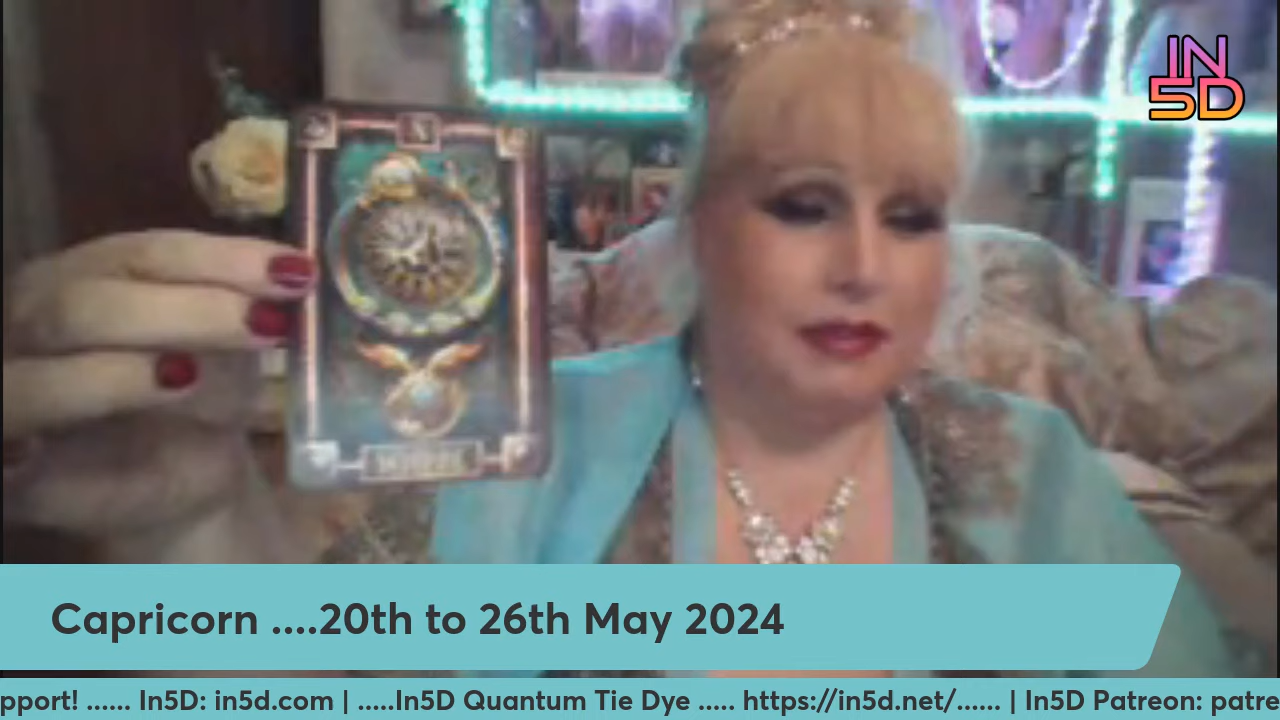 IN
5D
X
Capricorn ....20th to 26th May 2024
pport! ...... In5D: in5d.com | .....In5D Quantum Tie Dye ..... https://in5d.net/...... | In5D Patreon: patre